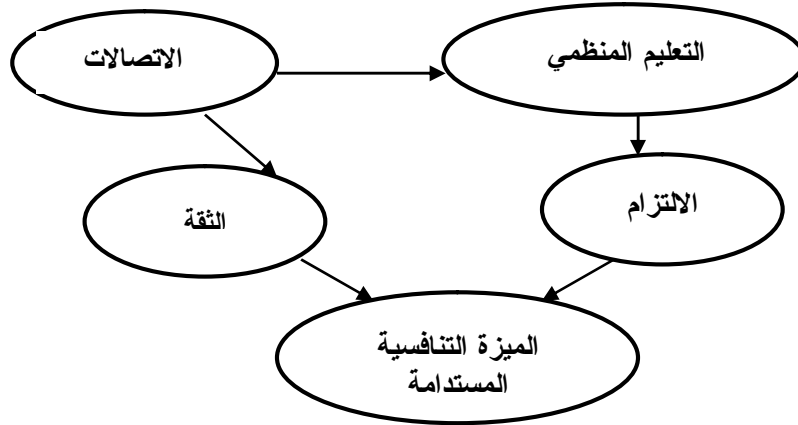 التعليم المنظمي
الاتصالات
الالتزام
الثقة
الميزة التنافسية
المستدامة